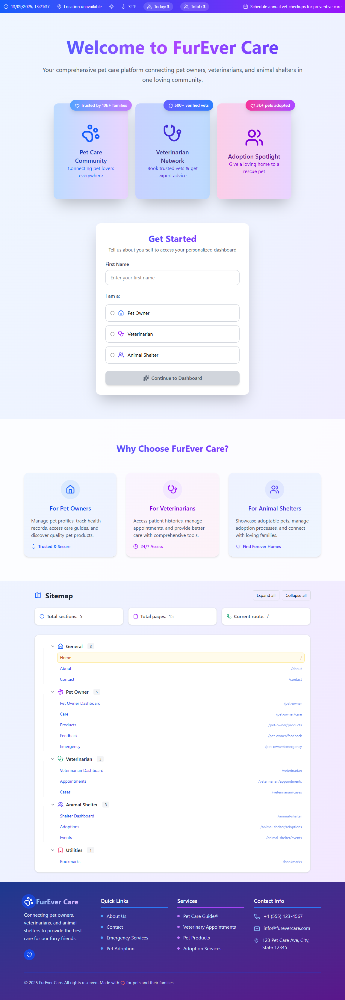 13/09/2025, 13:21:37 Location unavailable 72°F Today: 3 Total : 3 Schedule annual vet checkups for preventive care
Welcome to FurEver Care
Your comprehensive pet care platform connecting pet owners, veterinarians, and animal shelters in
one loving community.
Trusted by 10k+ families
Pet Care
Community
Connecting pet lovers
everywhere
500+ verified vets
Veterinarian
Network
Book trusted vets & get
expert advice
3k+ pets adopted
Adoption Spotlight
Give a loving home to a
rescue pet
Get Started
Tell us about yourself to access your personalized dashboard
First Name
Enter your first name
I am a:
Pet Owner
Veterinarian
Animal Shelter
Continue to Dashboard
Why Choose FurEver Care?
For Pet Owners
Manage pet profiles, track health
records, access care guides, and
discover quality pet products.
Trusted & Secure
For Veterinarians
Access patient histories, manage
appointments, and provide better
care with comprehensive tools.
24/7 Access
For Animal Shelters
Showcase adoptable pets, manage
adoption processes, and connect
with loving families.
Find Forever Homes
Sitemap Expand all Collapse all
Total sections: 5 Total pages: 15 Current route: /
General 3
Home /
About /about
Contact /contact
Pet Owner 5
Pet Owner Dashboard /pet-owner
Care /pet-owner/care
Products /pet-owner/products
Feedback /pet-owner/feedback
Emergency /pet-owner/emergency
Veterinarian 3
Veterinarian Dashboard /veterinarian
Appointments /veterinarian/appointments
Cases /veterinarian/cases
Animal Shelter 3
Shelter Dashboard /animal-shelter
Adoptions /animal-shelter/adoptions
Events /animal-shelter/events
Utilities 1
Bookmarks /bookmarks
FurEver Care
Connecting pet owners,
veterinarians, and animal
shelters to provide the best
care for our furry friends.
Quick Links
About Us
Contact
Emergency Services
Pet Adoption
Services
Pet Care Guide®
Veterinary Appointments
Pet Products
Adoption Services
Contact Info
+1 (555) 123-4567
info@furevercare.com
123 Pet Care Ave, City,
State 12345
© 2025 FurEver Care. All rights reserved. Made with for pets and their families.